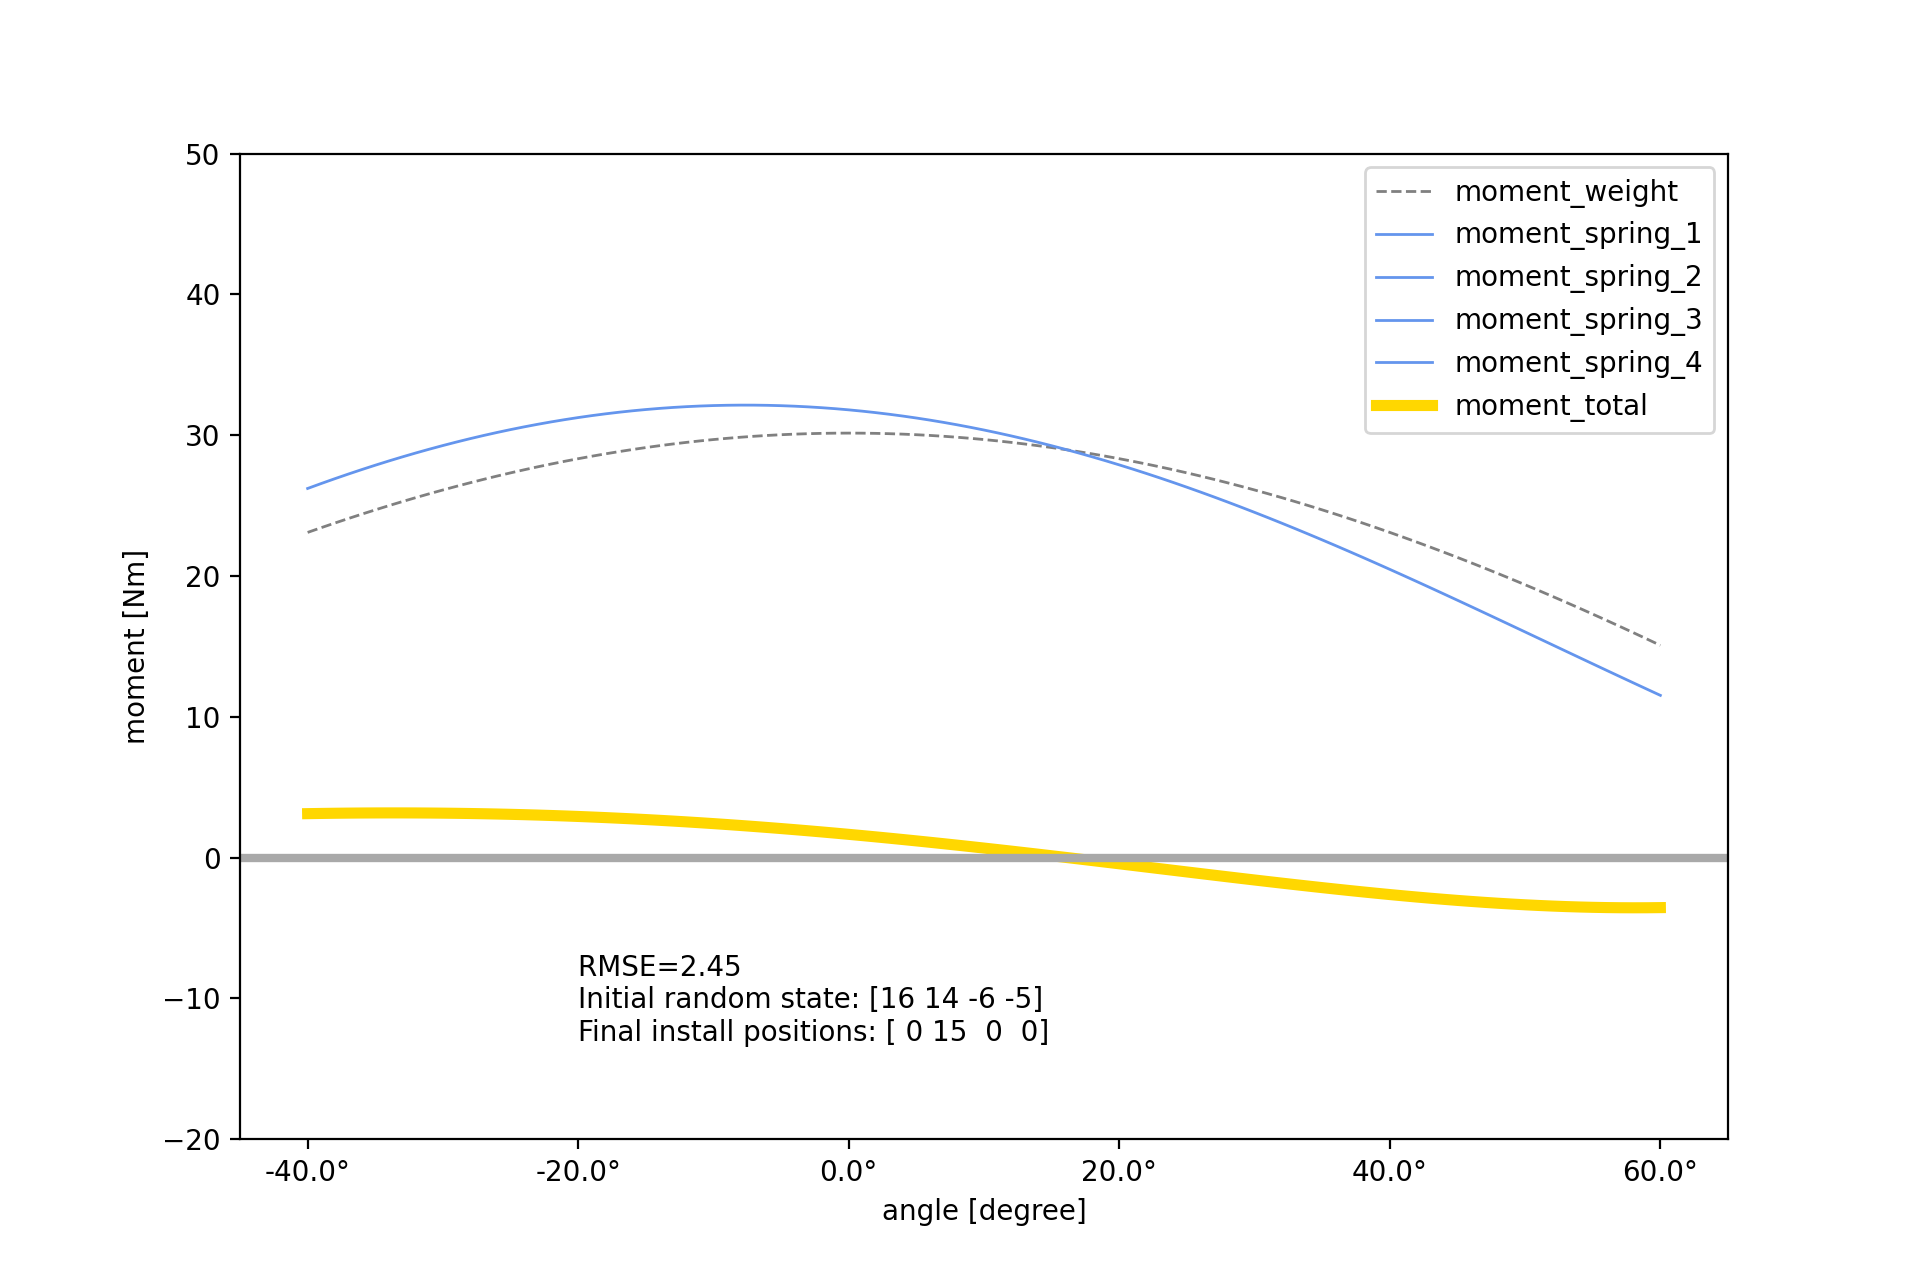 50
40
30
20
10
0
−10
−20
moment [Nm]
moment_weight
moment_spring_1
moment_spring_2
moment_spring_3
moment_spring_4
moment_total
RMSE=2.45
Initial random state: [16 14 -6 -5]
Final install positions: [ 0 15  0  0]
-40.0° -20.0° 0.0° 20.0° 40.0° 60.0°
angle [degree]